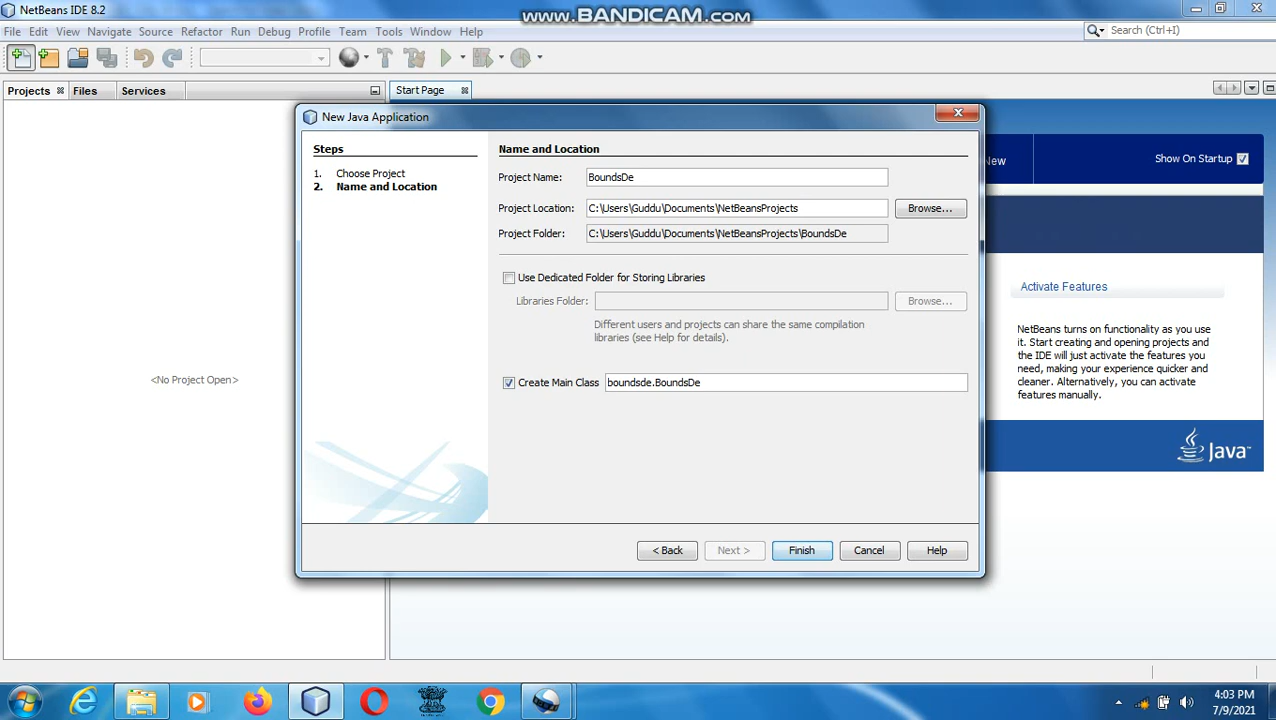 NetBeans IDE 8.2
www.BANDICAM.com
File Edit View Navigate Source Refactor Run Debug Profile Team Tools Window Help
Search (Ctrl+I)
Projects Files Services
Start Page
New Java Application
Steps
1. Choose Project
2. Name and Location
Name and Location
Project Name: BoundsDe
Project Location: C:\Users\Guddu\Documents\NetBeansProjects Browse...
Project Folder: C:\Users\Guddu\Documents\NetBeansProjects\BoundsDe
Use Dedicated Folder for Storing Libraries
Libraries Folder: Browse...
Different users and projects can share the same compilation
libraries (see Help for details).
Create Main Class boundsde.BoundsDe
< Back Next > Finish Cancel Help
<No Project Open>
New
Show On Startup
Activate Features
NetBeans turns on functionality as you use
it. Start creating and opening projects and
the IDE will just activate the features you
need, making your experience quicker and
cleaner. Alternatively, you can activate
features manually.
Java
4:03 PM
7/9/2021